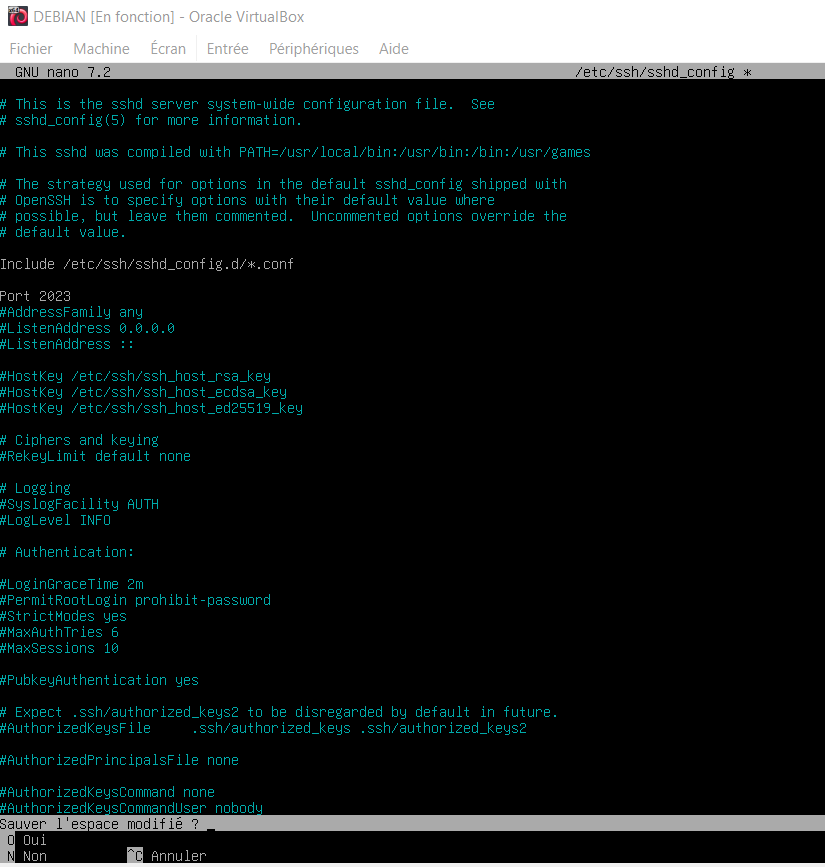 DEBIAN [En fonction] - Oracle VirtualBox
Fichier Machine Écran Entrée Périphériques Aide
GNU nano 7.2 /etc/ssh/sshd_config *
# This is the sshd server system-wide configuration file.  See
# sshd_config(5) for more information.
# This sshd was compiled with PATH=/usr/local/bin:/usr/bin:/bin:/usr/games
# The strategy used for options in the default sshd_config shipped with
# OpenSSH is to specify options with their default value where
# possible, but leave them commented.  Uncommented options override the
# default value.
Include /etc/ssh/sshd_config.d/*.conf
Port 2023
#AddressFamily any
#ListenAddress 0.0.0.0
#ListenAddress ::
#HostKey /etc/ssh/ssh_host_rsa_key
#HostKey /etc/ssh/ssh_host_ecdsa_key
#HostKey /etc/ssh/ssh_host_ed25519_key
# Ciphers and keying
#RekeyLimit default none
# Logging
#SyslogFacility AUTH
#LogLevel INFO
# Authentication:
#LoginGraceTime 2m
#PermitRootLogin prohibit-password
#StrictModes yes
#MaxAuthTries 6
#MaxSessions 10
#PubkeyAuthentication yes
# Expect .ssh/authorized_keys2 to be disregarded by default in future.
#AuthorizedKeysFile     .ssh/authorized_keys .ssh/authorized_keys2
#AuthorizedPrincipalsFile none
#AuthorizedKeysCommand none
#AuthorizedKeysCommandUser nobody
Sauver l'espace modifié ?
O Oui
N Non ^C Annuler